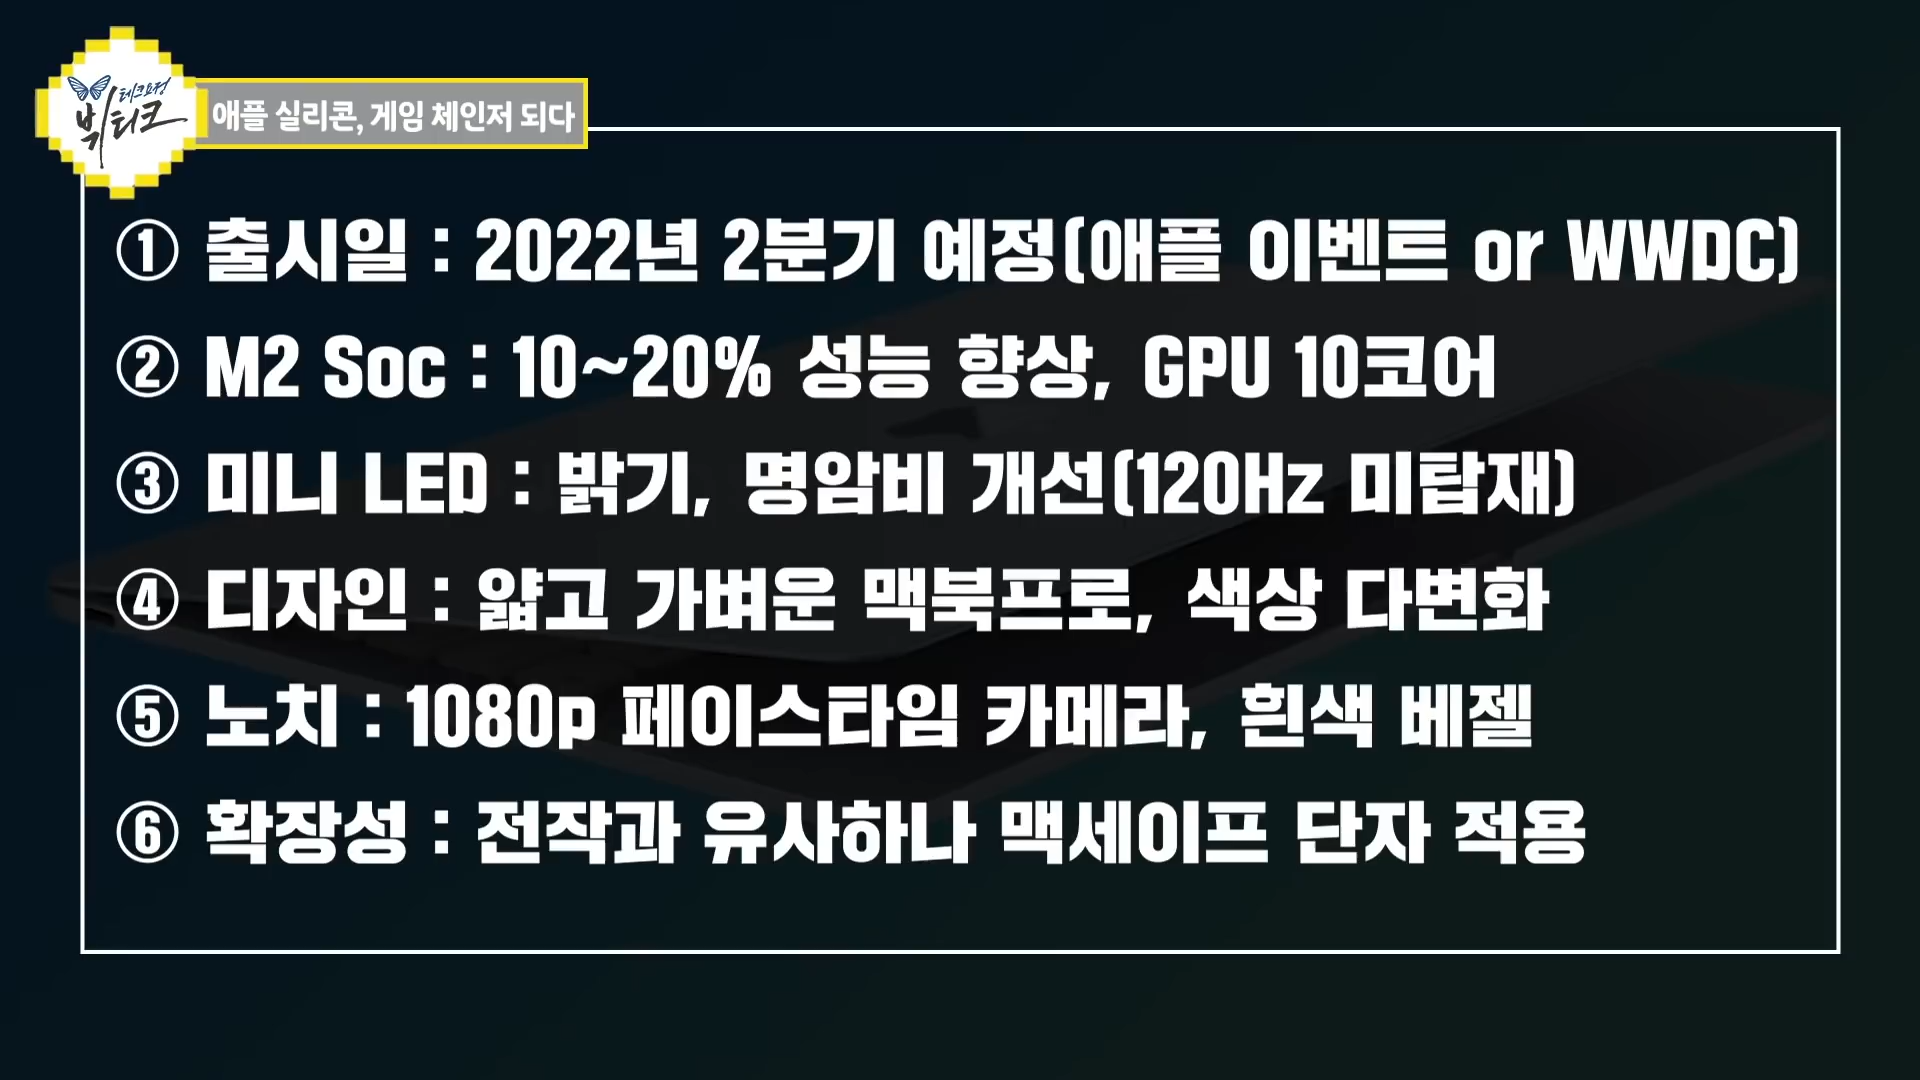 테크요정
빅테크
애플 실리콘, 게임 체인저 되다
① 출시일 : 2022년 2분기 예정(애플 이벤트 or WWDC)
② M2 Soc : 10~20% 성능 향상, GPU 10코어
③ 미니 LED : 밝기, 명암비 개선(120Hz 미탑재)
④ 디자인 : 얇고 가벼운 맥북프로, 색상 다변화
⑤ 노치 : 1080p 페이스타임 카메라, 흰색 베젤
⑥ 확장성 : 전작과 유사하나 맥세이프 단자 적용